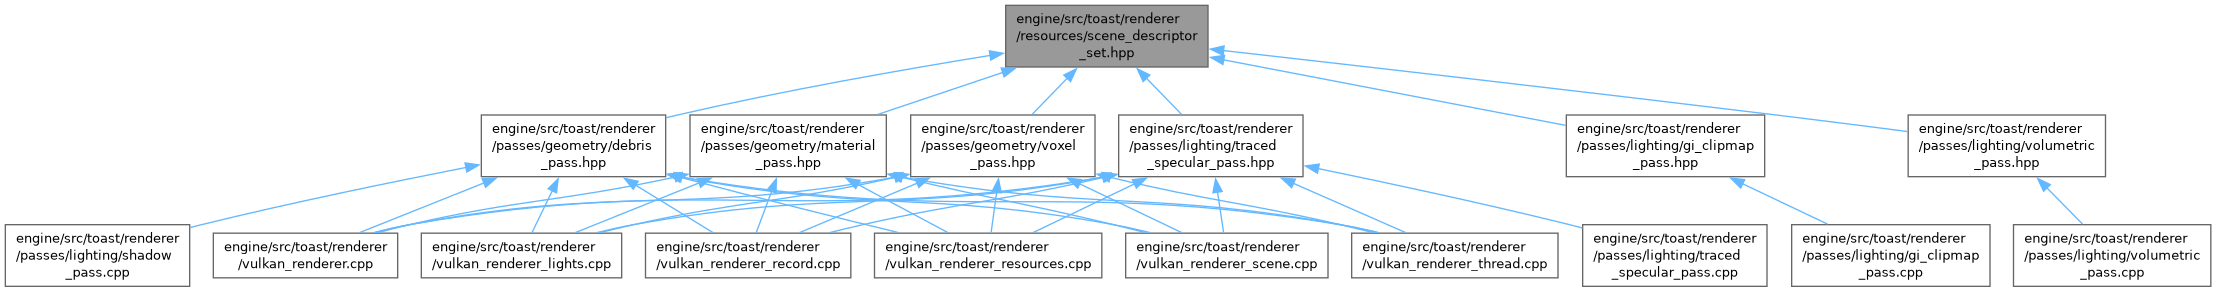 engine/src/toast/renderer
/resources/scene_descriptor
_set.hpp
engine/src/toast/renderer
/passes/geometry/debris
_pass.hpp
engine/src/toast/renderer
/passes/geometry/material
_pass.hpp
engine/src/toast/renderer
/passes/geometry/voxel
_pass.hpp
engine/src/toast/renderer
/passes/lighting/traced
_specular_pass.hpp
engine/src/toast/renderer
/passes/lighting/gi_clipmap
_pass.hpp
engine/src/toast/renderer
/passes/lighting/volumetric
_pass.hpp
engine/src/toast/renderer
/passes/lighting/shadow
_pass.cpp
engine/src/toast/renderer
/vulkan_renderer.cpp
engine/src/toast/renderer
/vulkan_renderer_lights.cpp
engine/src/toast/renderer
/vulkan_renderer_record.cpp
engine/src/toast/renderer
/vulkan_renderer_resources.cpp
engine/src/toast/renderer
/vulkan_renderer_scene.cpp
engine/src/toast/renderer
/vulkan_renderer_thread.cpp
engine/src/toast/renderer
/passes/lighting/traced
_specular_pass.cpp
engine/src/toast/renderer
/passes/lighting/gi_clipmap
_pass.cpp
engine/src/toast/renderer
/passes/lighting/volumetric
_pass.cpp